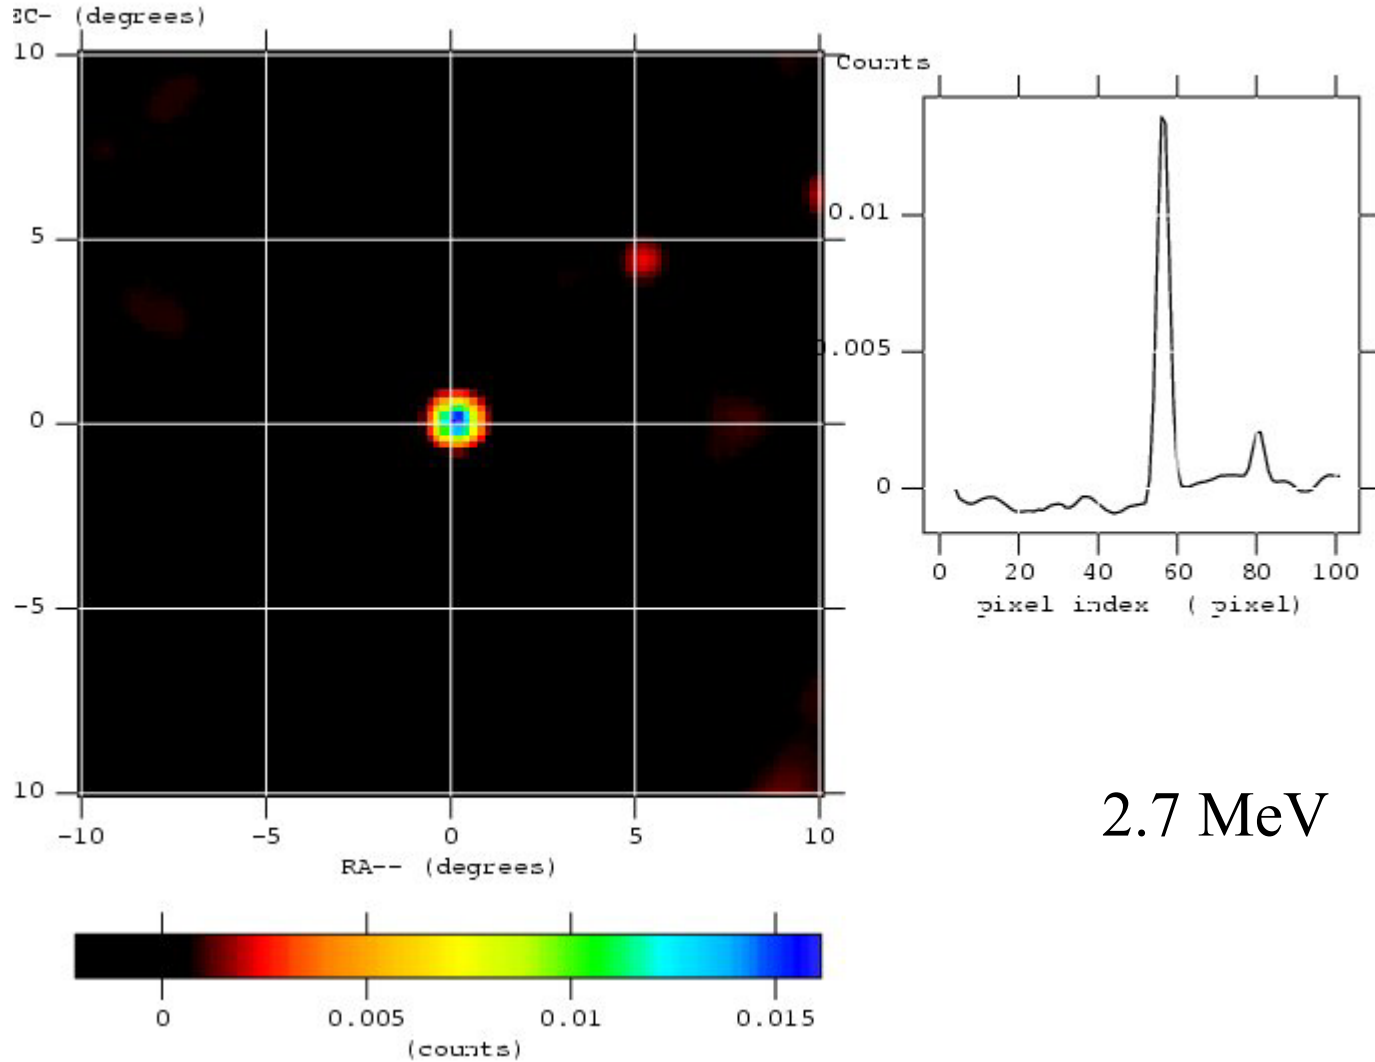 EC- (degrees)
10
5
0
-5
10
-10 -5 0 5 10
RA-- (degrees)
0 0.005 0.01 0.015
(counts)
Counts
0.01
0.005
0
0 20 40 60 80 100
pixel index ( pixel)
2.7 MeV